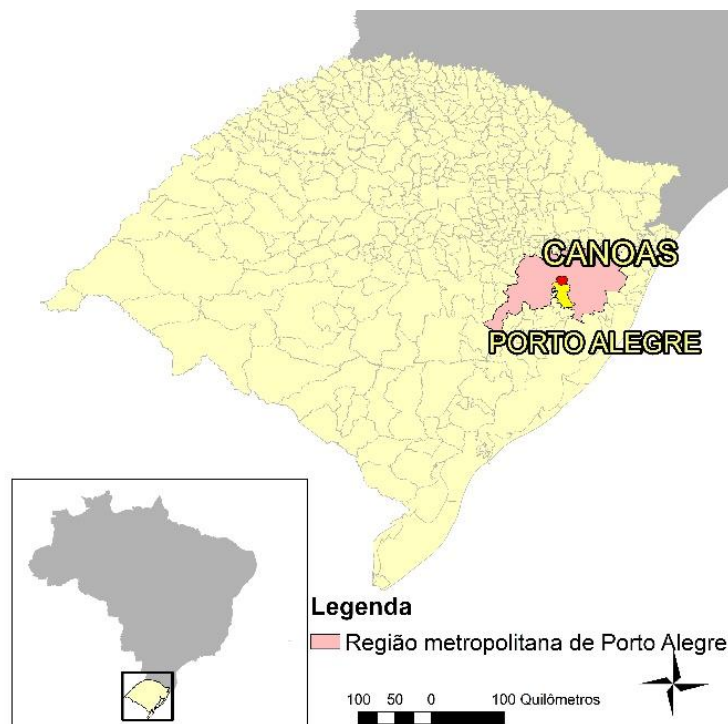 CANOAS
PORTO ALEGRE
Legenda
Região metropolitana de Porto Alegre
100 50 0 100 Quilômetros